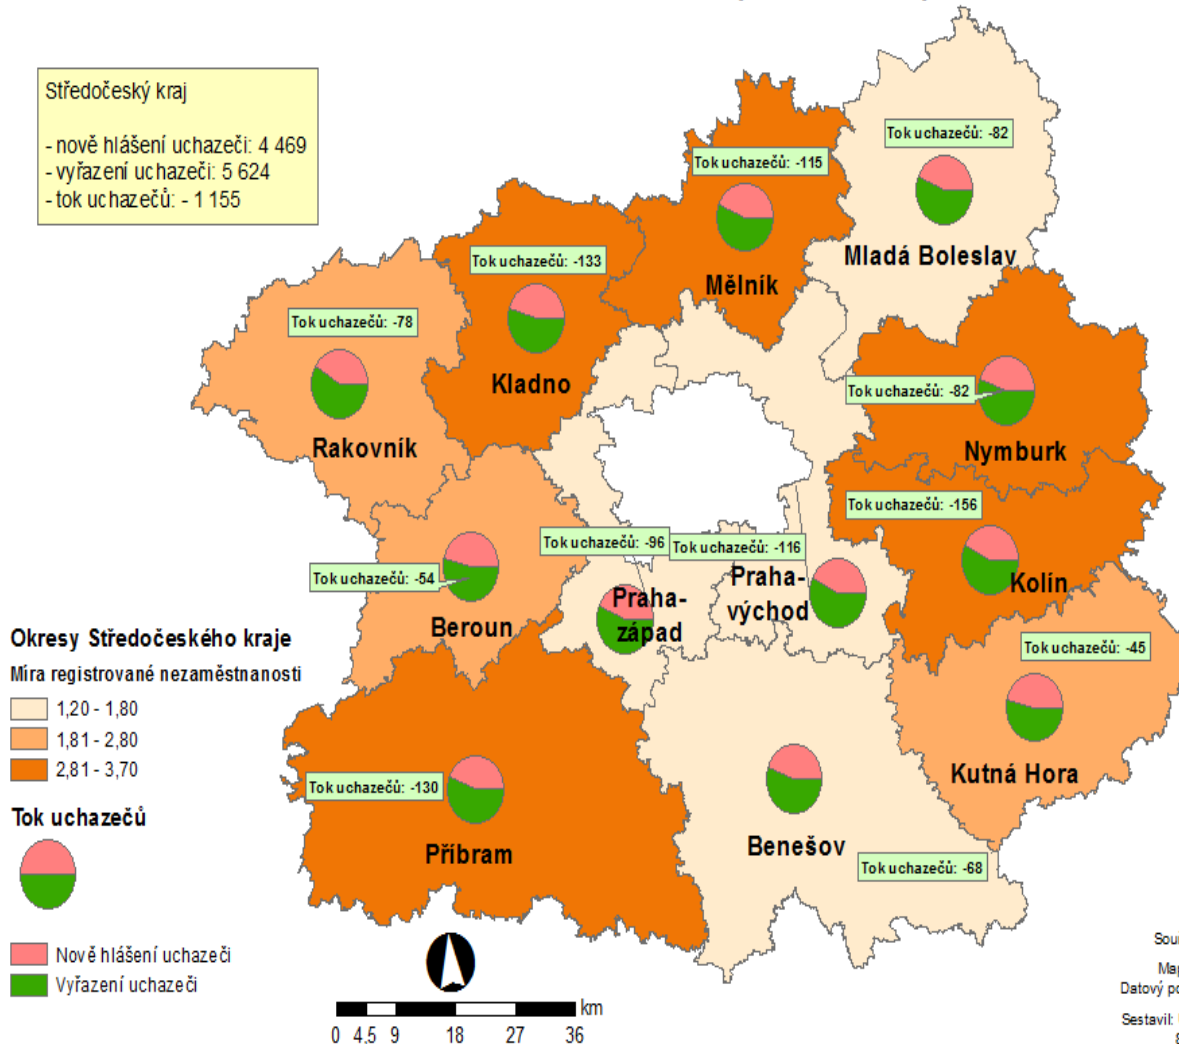 Středočeský kraj
- nově hlášení uchazeči: 4 469
- vyřazení uchazeči: 5 624
- tok uchazečů: - 1 155
Tok uchazečů: -82
Mladá Boleslav
Tok uchazečů: -115
Mělník
Tok uchazečů: -133
Kladno
Tok uchazečů: -78
Rakovník
Tok uchazečů: -82
Nymburk
Tok uchazečů: -156
Kolín
Tok uchazečů: -96
Praha-
západ
Tok uchazečů: -116
Praha-
východ
Tok uchazečů: -54
Beroun
Tok uchazečů: -45
Kutná Hora
Tok uchazečů: -130
Příbram
Benešov
Tok uchazečů: -68
Okresy Středočeského kraje
Míra registrované nezaměstnanosti
1,20 - 1,80
1,81 - 2,80
2,81 - 3,70
Tok uchazečů
Nově hlášení uchazeči
Vyřazení uchazeči
km
0 4,5 9 18 27 36
Sour
Map
Datový po
Sestavil: